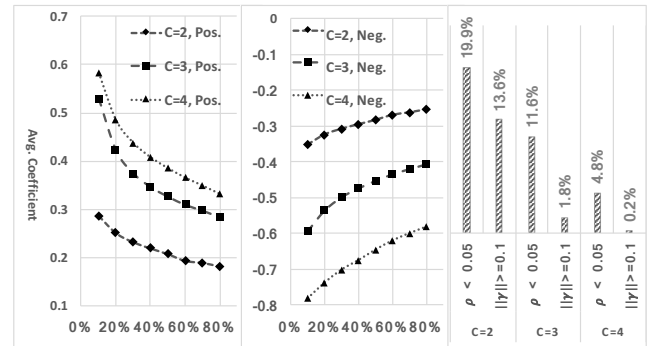 Avg. Coefficient
0.7
0.6
0.5
0.4
0.3
0.2
0.1
0% 20% 40% 60% 80%
C=2, Pos.
C=3, Pos.
C=4, Pos.
0
-0.1
-0.2
-0.3
-0.4
-0.5
-0.6
-0.7
-0.8
0% 20% 40% 60% 80%
C=2, Neg.
C=3, Neg.
C=4, Neg.
19.9%
13.6%
11.6%
1.8%
4.8%
0.2%
ρ < 0.05
||γ||>=0.1
ρ < 0.05
||γ||>=0.1
ρ < 0.05
||γ||>=0.1
C=2 C=3 C=4